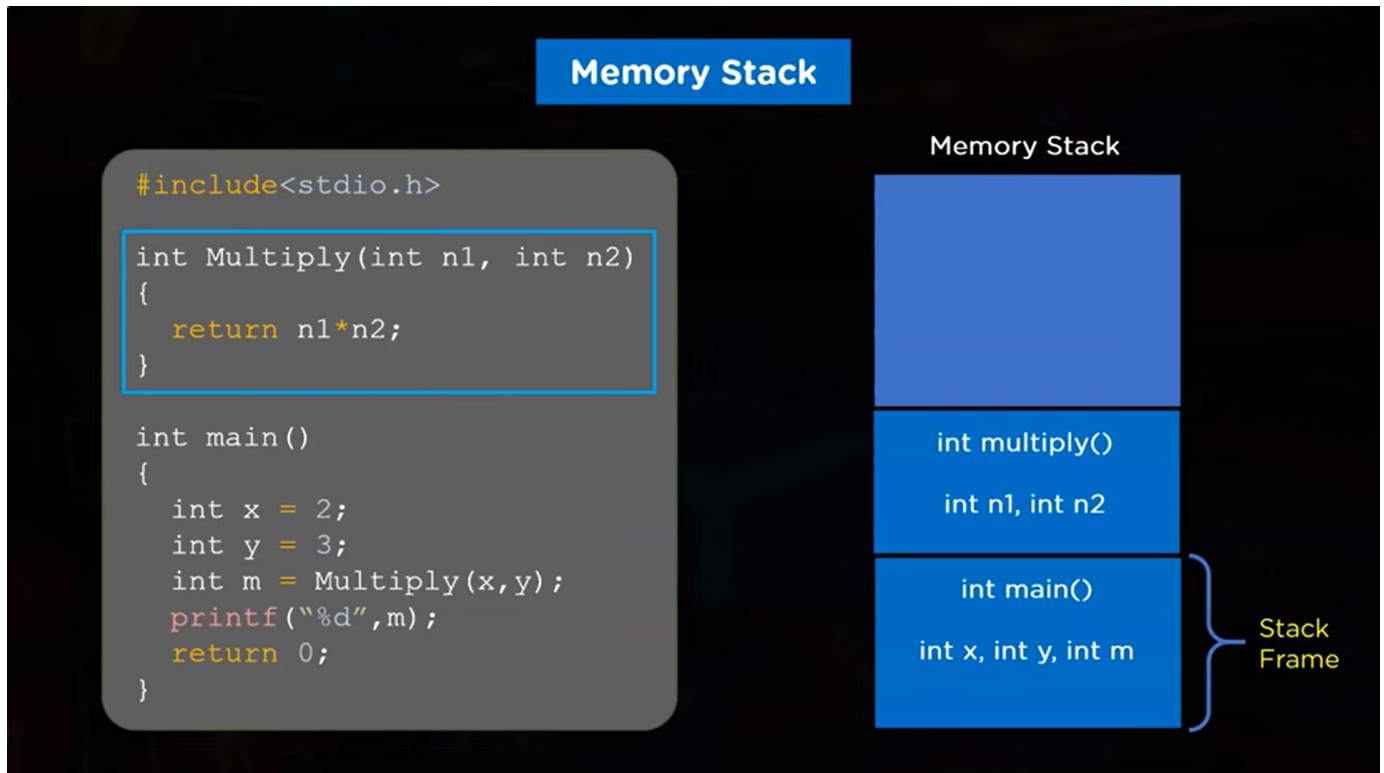 Memory Stack
#include<stdio.h>
int Multiply(int n1, int n2)
{
return n1*n2;
}
int main()
{
int x = 2;
int y = 3;
int m = Multiply(x,y);
printf(“%d”,m);
return 0;
}
Memory Stack
int multiply()
int n1, int n2
int main()
int x, int y, int m
Stack
Frame